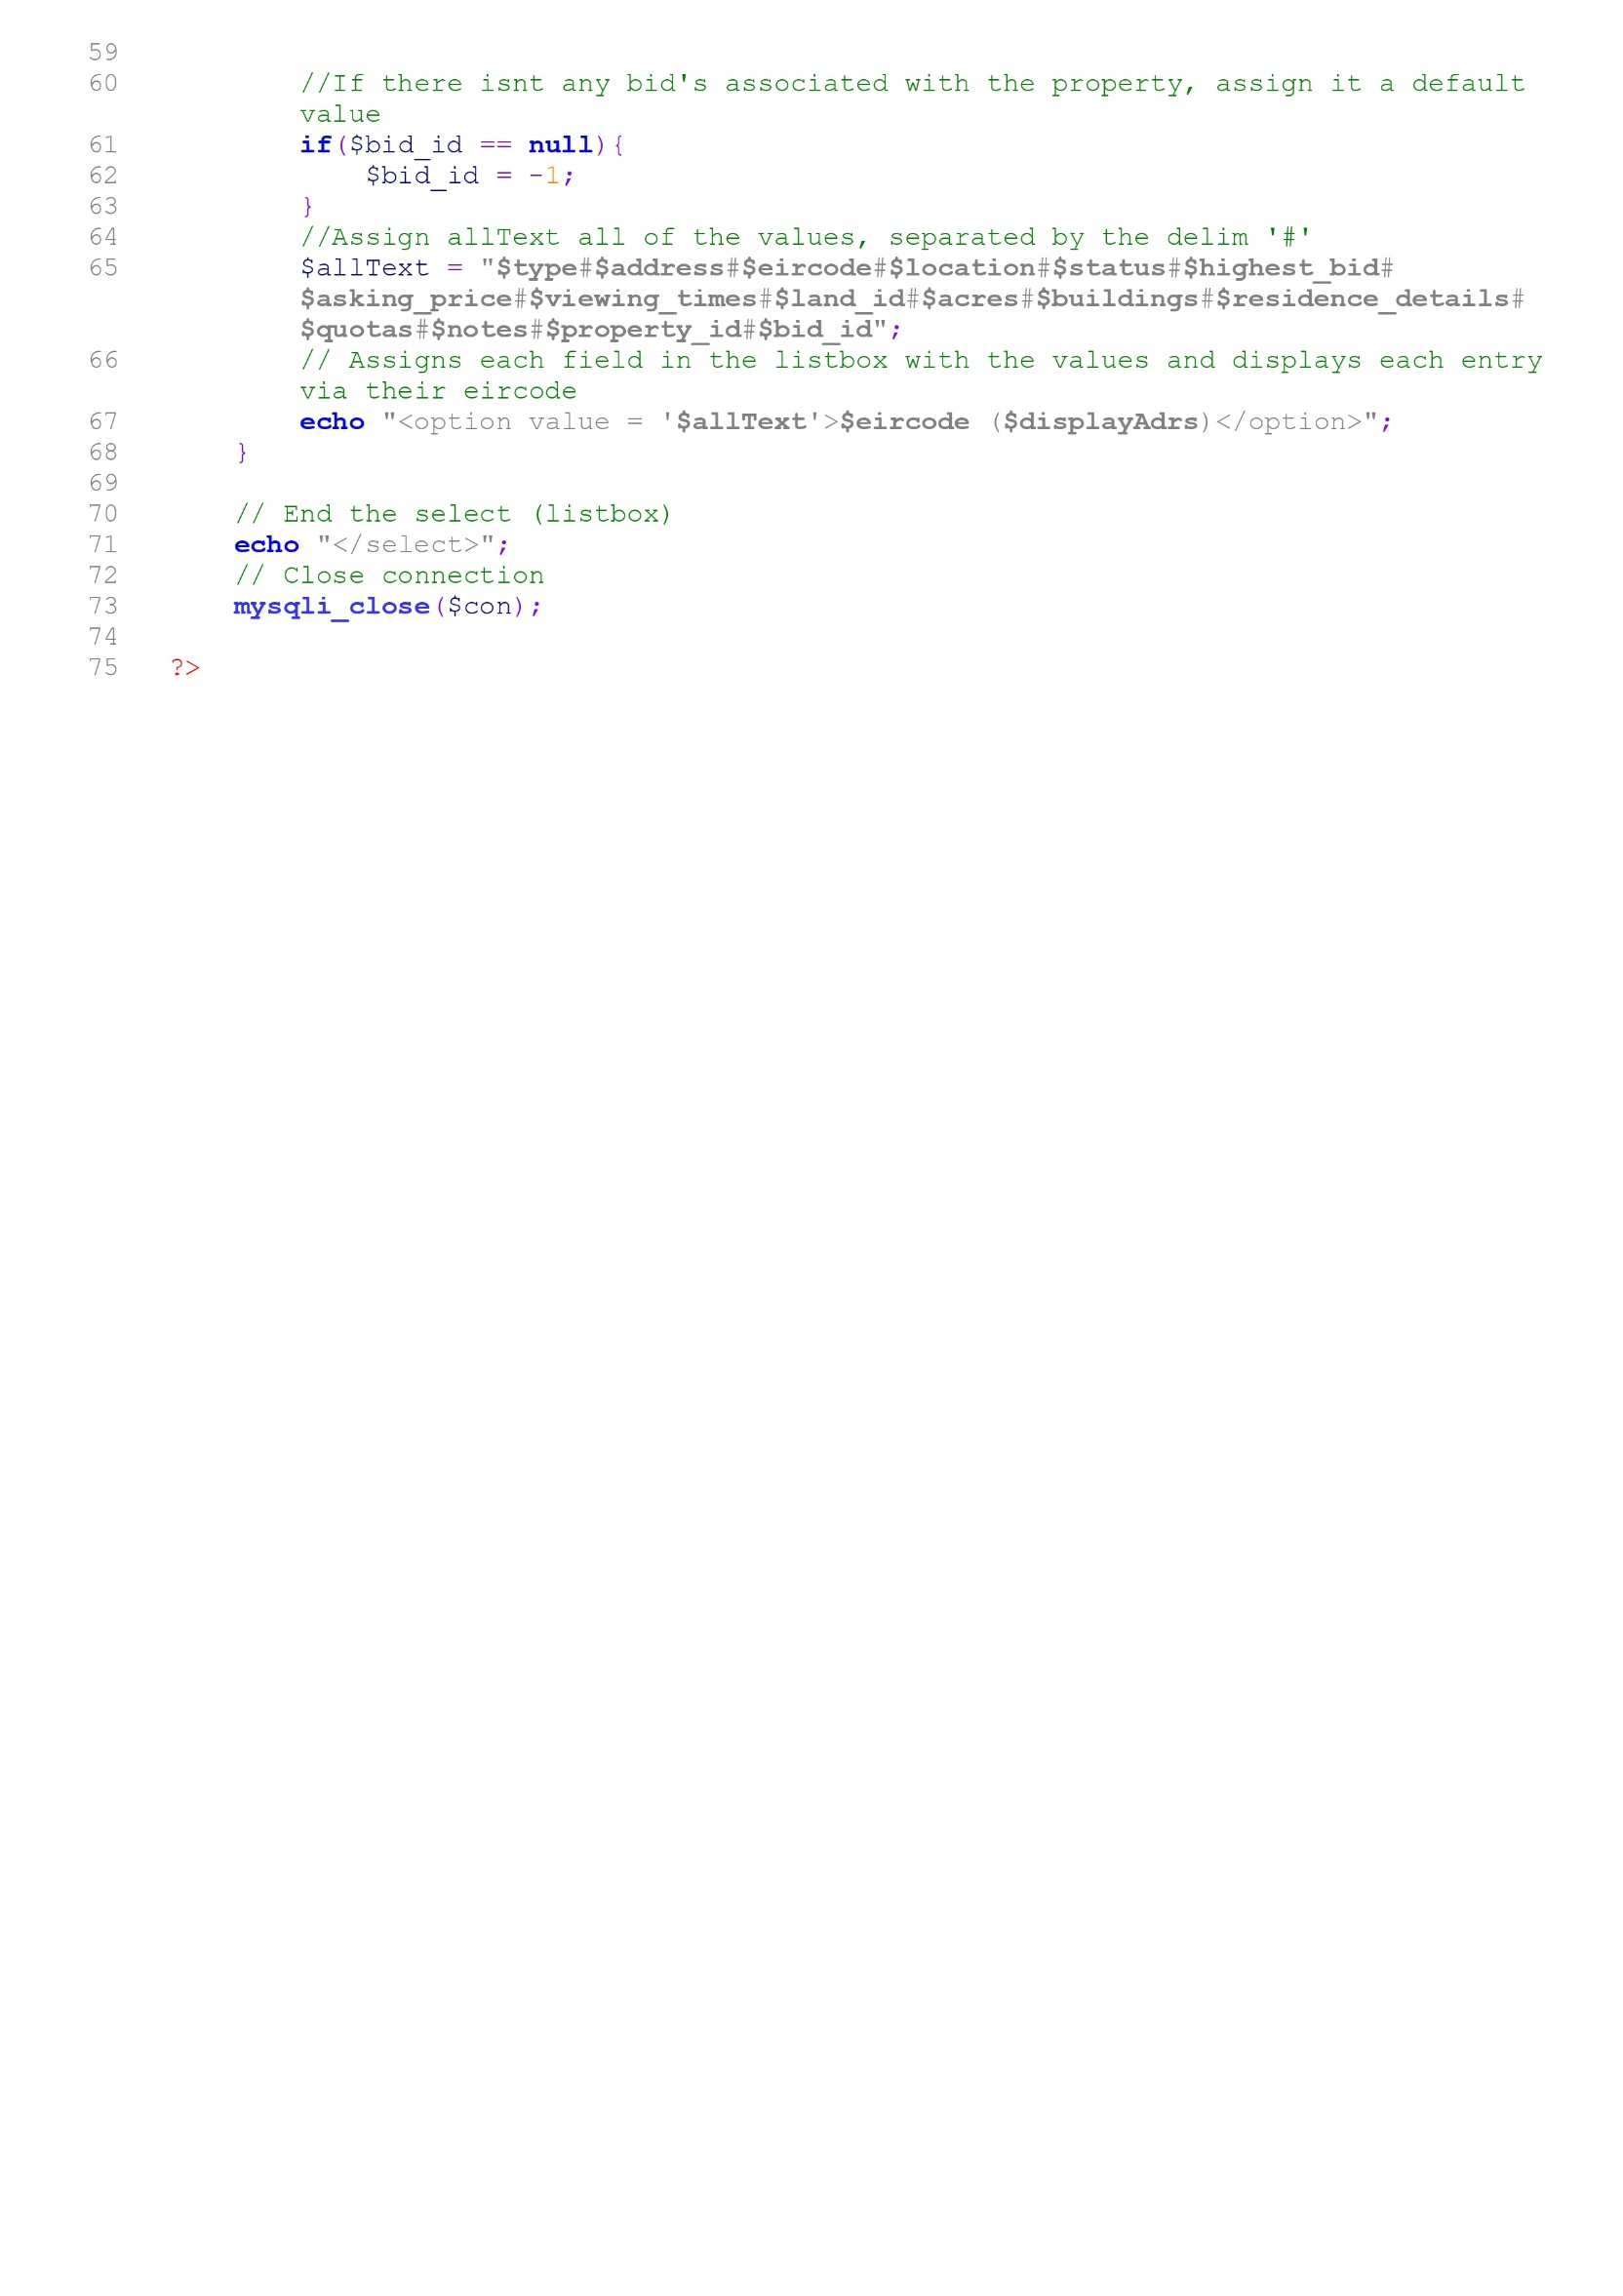 59
60 //If there isnt any bid's associated with the property, assign it a default
value
61 if($bid_id == null){
62 $bid_id = -1;
63 }
64 //Assign allText all of the values, separated by the delim '#'
65 $allText = "$type#$address#$eircode#$location#$status#$highest_bid#
$asking_price#$viewing_times#$land_id#$acres#$buildings#$residence_details#
$quotas#$notes#$property_id#$bid_id";
66 // Assigns each field in the listbox with the values and displays each entry
via their eircode
67 echo "<option value = '$allText'>$eircode ($displayAdrs)</option>";
68 }
69
70 // End the select (listbox)
71 echo "</select>";
72 // Close connection
73 mysqli_close($con);
74
75 ?>